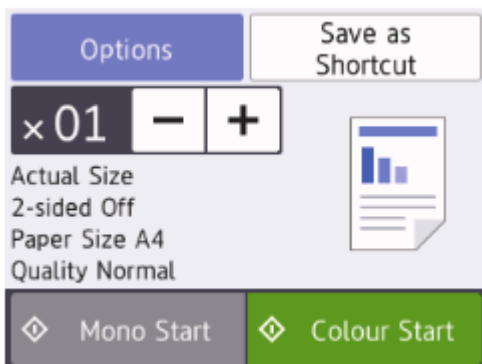 Options
Save as
Shortcut
×01 − +
Actual Size
2-sided Off
Paper Size A4
Quality Normal
Mono Start
Colour Start